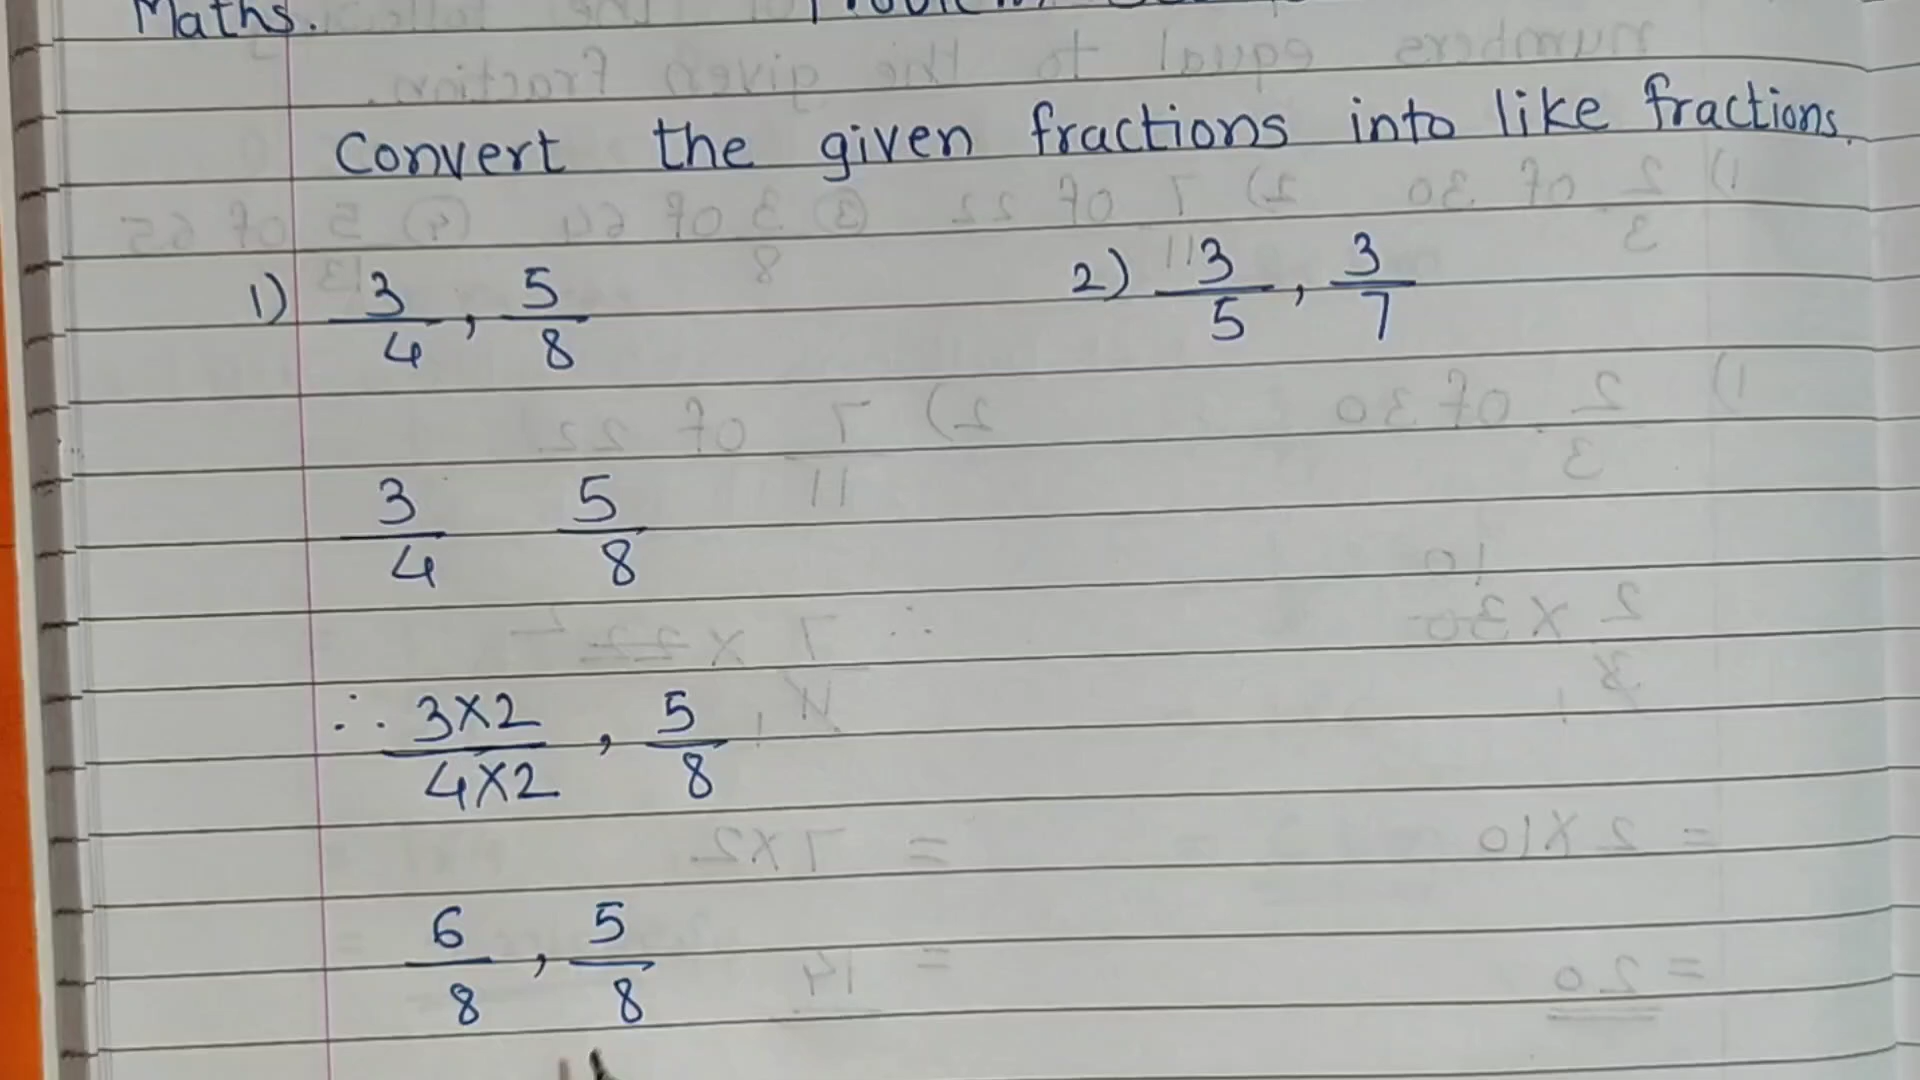 Maths.
Convert the given fractions into like fractions.
1) 3/4 , 5/8 2) 3/5 , 3/7
3/4 5/8
∴ 3×2/4×2 , 5/8
6/8 , 5/8